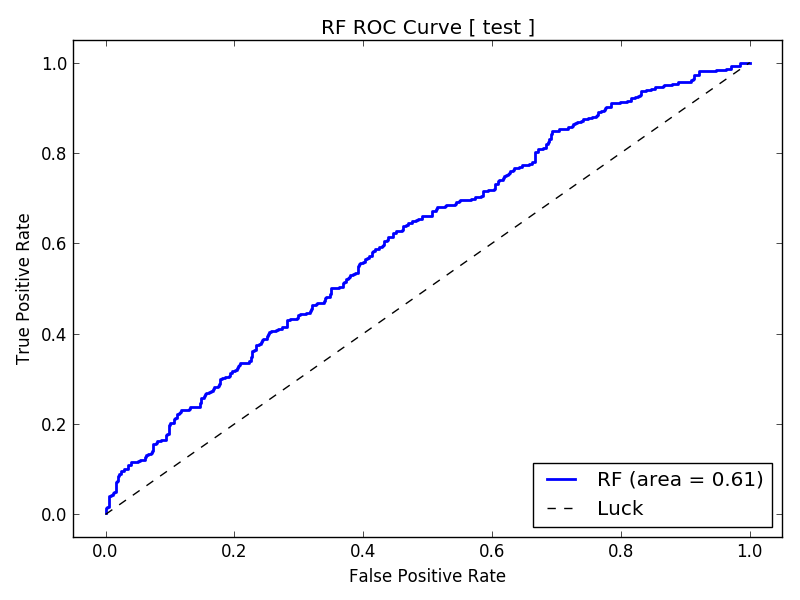 RF ROC Curve [ test ]
True Positive Rate
1.0
0.8
0.6
0.4
0.2
0.0
RF (area = 0.61)
Luck
0.0 0.2 0.4 0.6 0.8 1.0
False Positive Rate